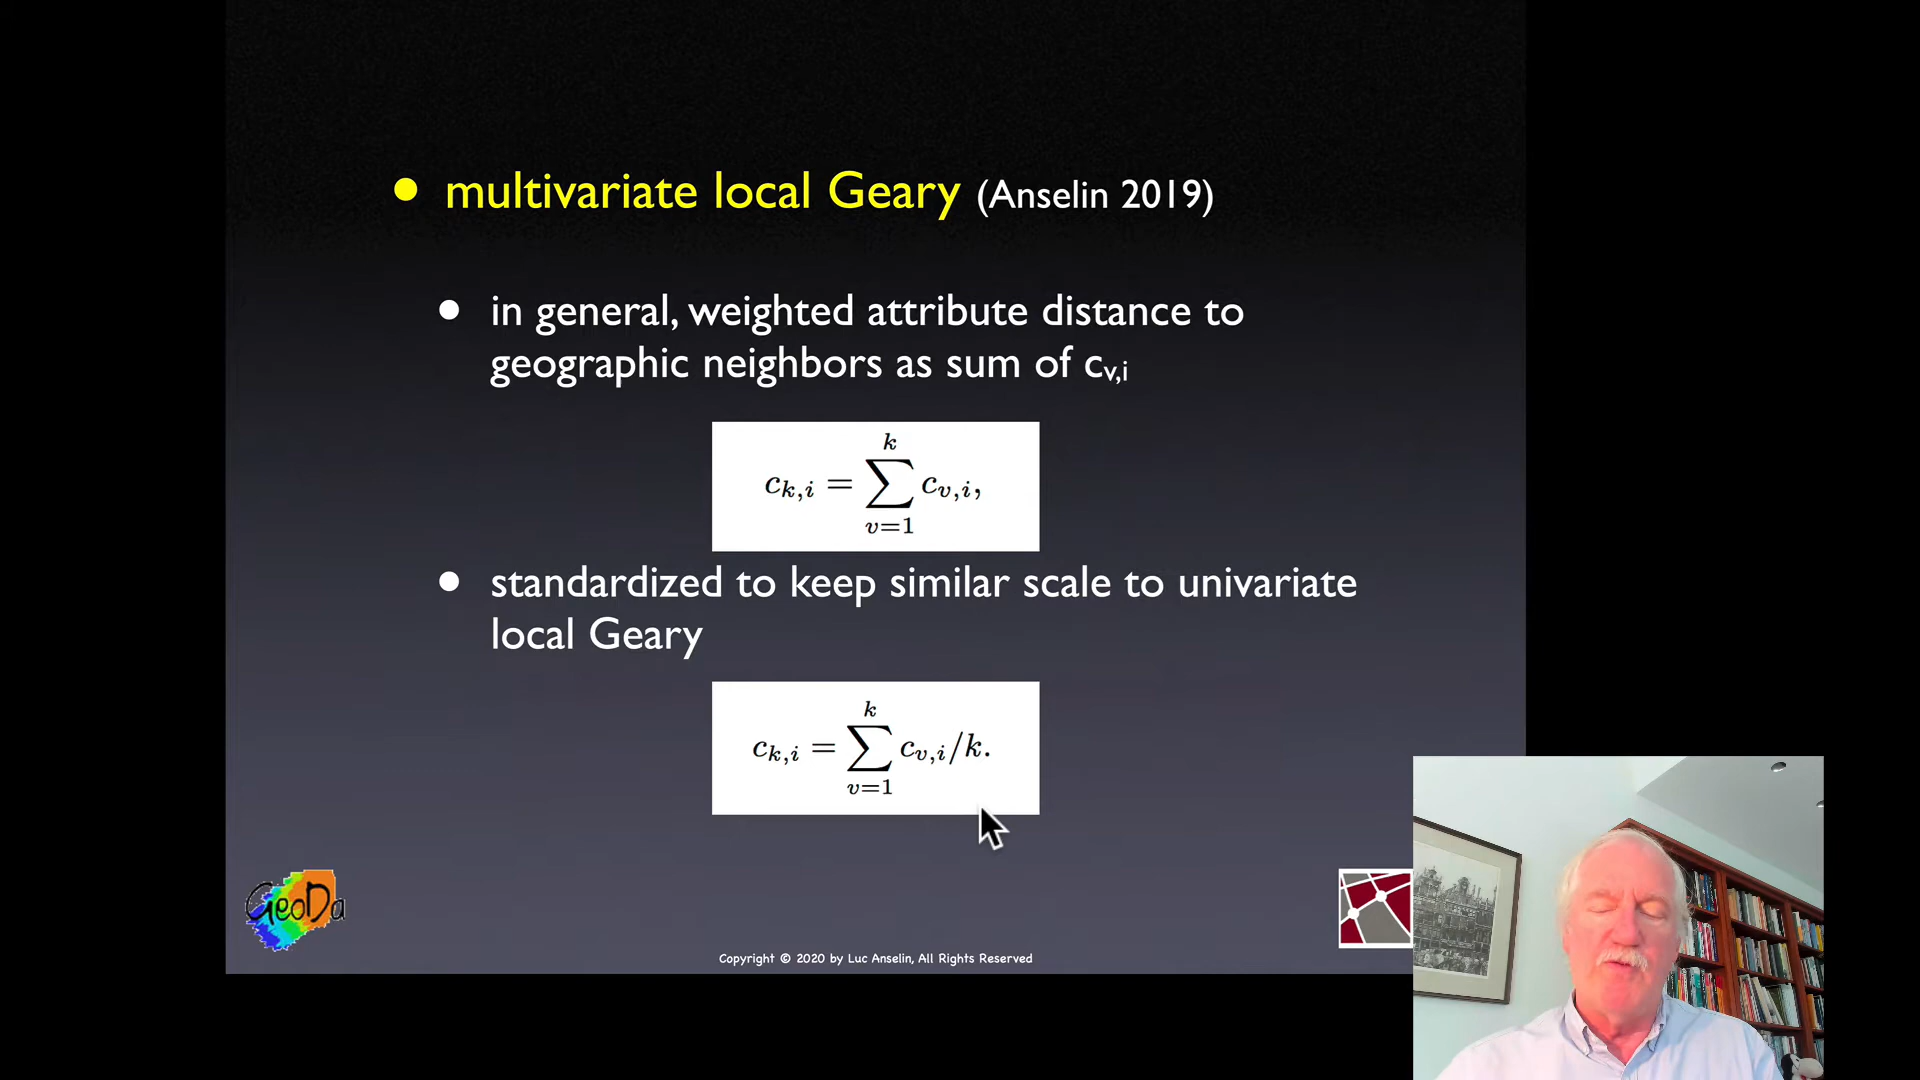 multivariate local Geary (Anselin 2019)
in general, weighted attribute distance to
geographic neighbors as sum of c_{v,i}
c_{k,i} = \sum_{v=1}^{k} c_{v,i},
standardized to keep similar scale to univariate
local Geary
c_{k,i} = \sum_{v=1}^{k} c_{v,i}/k.
GeoDa
Copyright © 2020 by Luc Anselin, All Rights Reserved